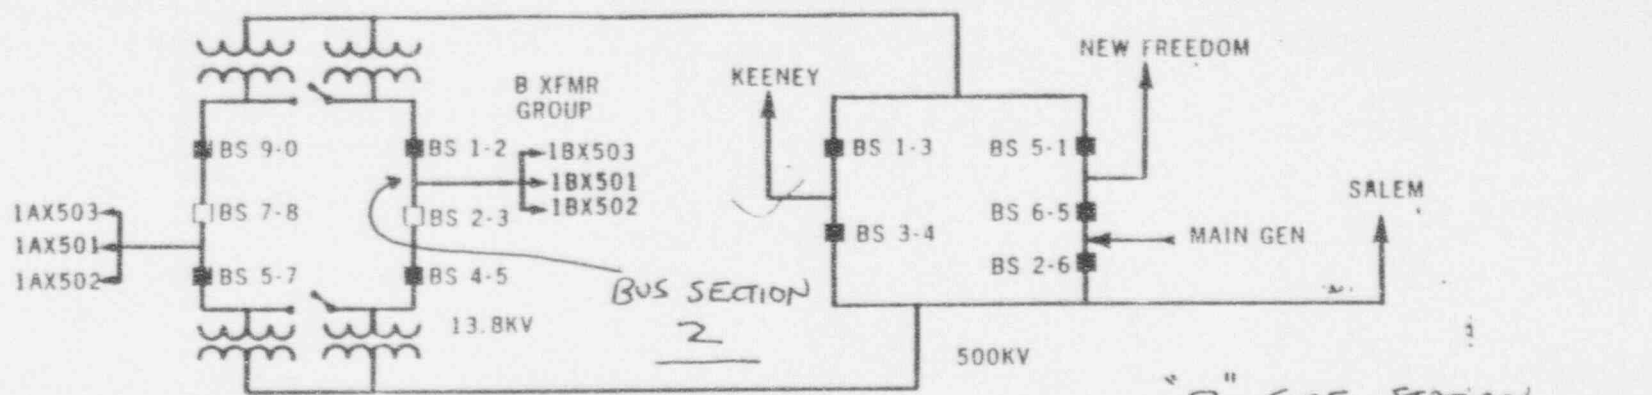 NEW FREEDOM
KEENEY
B XFMR
GROUP
BS 9-0
BS 1-2
1BX503
BS 1-3
BS 5-1
1BX501
SALEM
1AX503
BS 7-8
BS 2-3
1BX502
BS 6-5
1AX501
BS 3-4
MAIN GEN
1AX502
BS 5-7
BS 4-5
BS 2-6
BUS SECTION
2
13.8KV
500KV
SIDE STATION